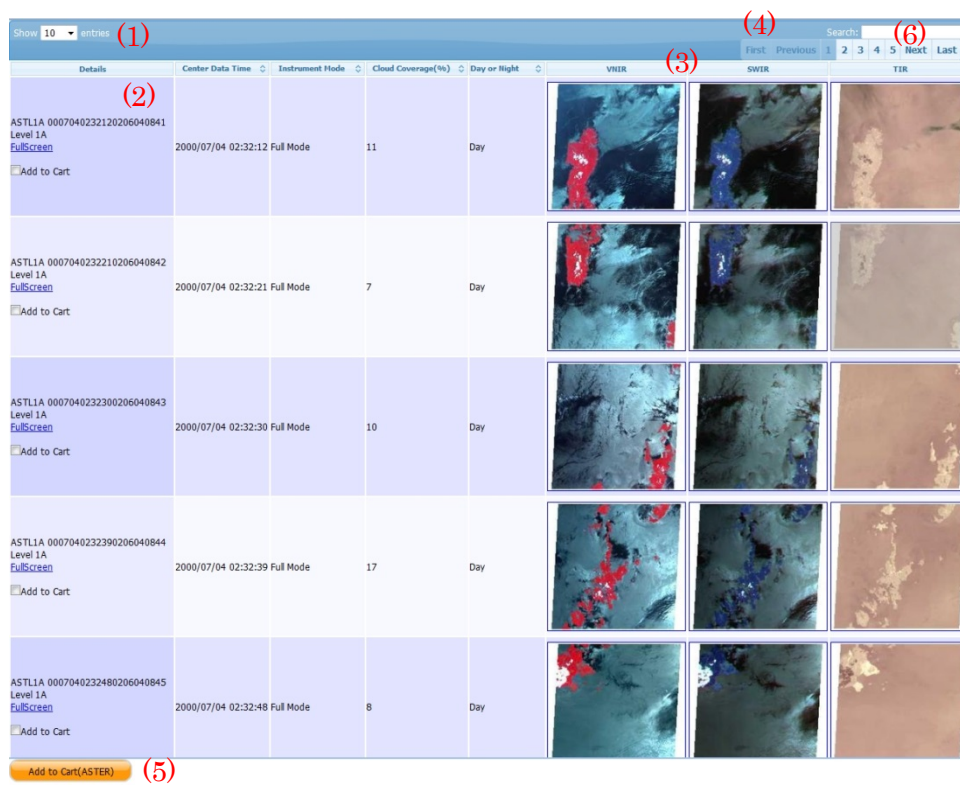 Show 10 entries (1) (4) Search: (6)
First Previous 1 2 3 4 5 Next Last
Details Center Data Time Instrument Mode Cloud Coverage(%) Day or Night VNIR (3) SWIR TIR
(2)
ASTL1A 0007040232120206040841
Level 1A
FullScreen
2000/07/04 02:32:12 Full Mode 11 Day
Add to Cart
ASTL1A 0007040232210206040842
Level 1A
FullScreen
2000/07/04 02:32:21 Full Mode 7 Day
Add to Cart
ASTL1A 0007040232300206040843
Level 1A
FullScreen
2000/07/04 02:32:30 Full Mode 10 Day
Add to Cart
ASTL1A 0007040232390206040844
Level 1A
FullScreen
2000/07/04 02:32:39 Full Mode 17 Day
Add to Cart
ASTL1A 0007040232480206040845
Level 1A
FullScreen
2000/07/04 02:32:48 Full Mode 8 Day
Add to Cart
Add to Cart(ASTER) (5)